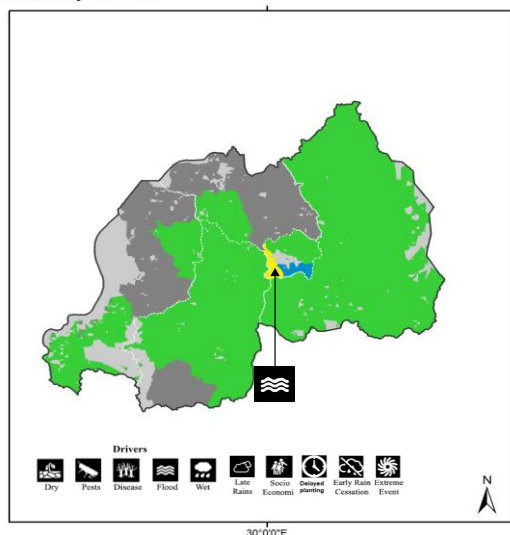 Drivers
Dry
Pests
Disease
Flood
Wet
Late
Rains
Socio
Economi
Delayed
planting
Early Rain
Cessation
Extreme
Event
N
30°0'0"E